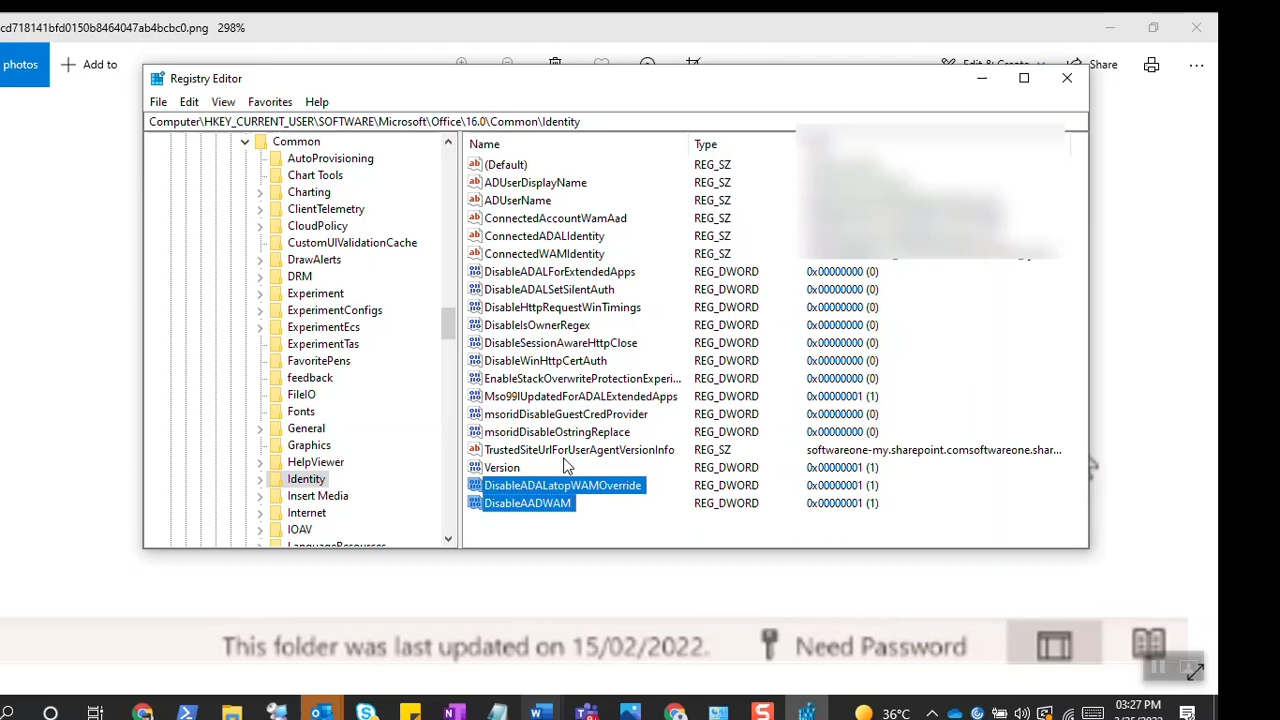 cd718141bfd0150b8464047ab4bcbc0.png 298%
photos Add to Edit & Create Share
Registry Editor
File Edit View Favorites Help
Computer\HKEY_CURRENT_USER\SOFTWARE\Microsoft\Office\16.0\Common\Identity
Common
AutoProvisioning
Chart Tools
Charting
ClientTelemetry
CloudPolicy
CustomUIValidationCache
DrawAlerts
DRM
Experiment
ExperimentConfigs
ExperimentEcs
ExperimentTas
FavoritePens
feedback
FileIO
Fonts
General
Graphics
HelpViewer
Identity
Insert Media
Internet
IOAV
LanguageResources
Name Type
(Default) REG_SZ
ADUserDisplayName REG_SZ
ADUserName REG_SZ
ConnectedAccountWamAad REG_SZ
ConnectedADALIdentity REG_SZ
ConnectedWAMIdentity REG_SZ
DisableADALForExtendedApps REG_DWORD 0x00000000 (0)
DisableADALSetSilentAuth REG_DWORD 0x00000000 (0)
DisableHttpRequestWinTimings REG_DWORD 0x00000000 (0)
DisableIsOwnerRegex REG_DWORD 0x00000000 (0)
DisableSessionAwareHttpClose REG_DWORD 0x00000000 (0)
DisableWinHttpCertAuth REG_DWORD 0x00000000 (0)
EnableStackOverwriteProtectionExperi... REG_DWORD 0x00000000 (0)
Mso99IUpdatedForADALExtendedApps REG_DWORD 0x00000001 (1)
msoridDisableGuestCredProvider REG_DWORD 0x00000000 (0)
msoridDisableOstringReplace REG_DWORD 0x00000000 (0)
TrustedSiteUrlForUserAgentVersionInfo REG_SZ softwareone-my.sharepoint.comsoftwareone.shar...
Version REG_DWORD 0x00000001 (1)
DisableADALatopWAMOverride REG_DWORD 0x00000001 (1)
DisableAADWAM REG_DWORD 0x00000001 (1)
This folder was last updated on 15/02/2022. Need Password
36°C 03:27 PM